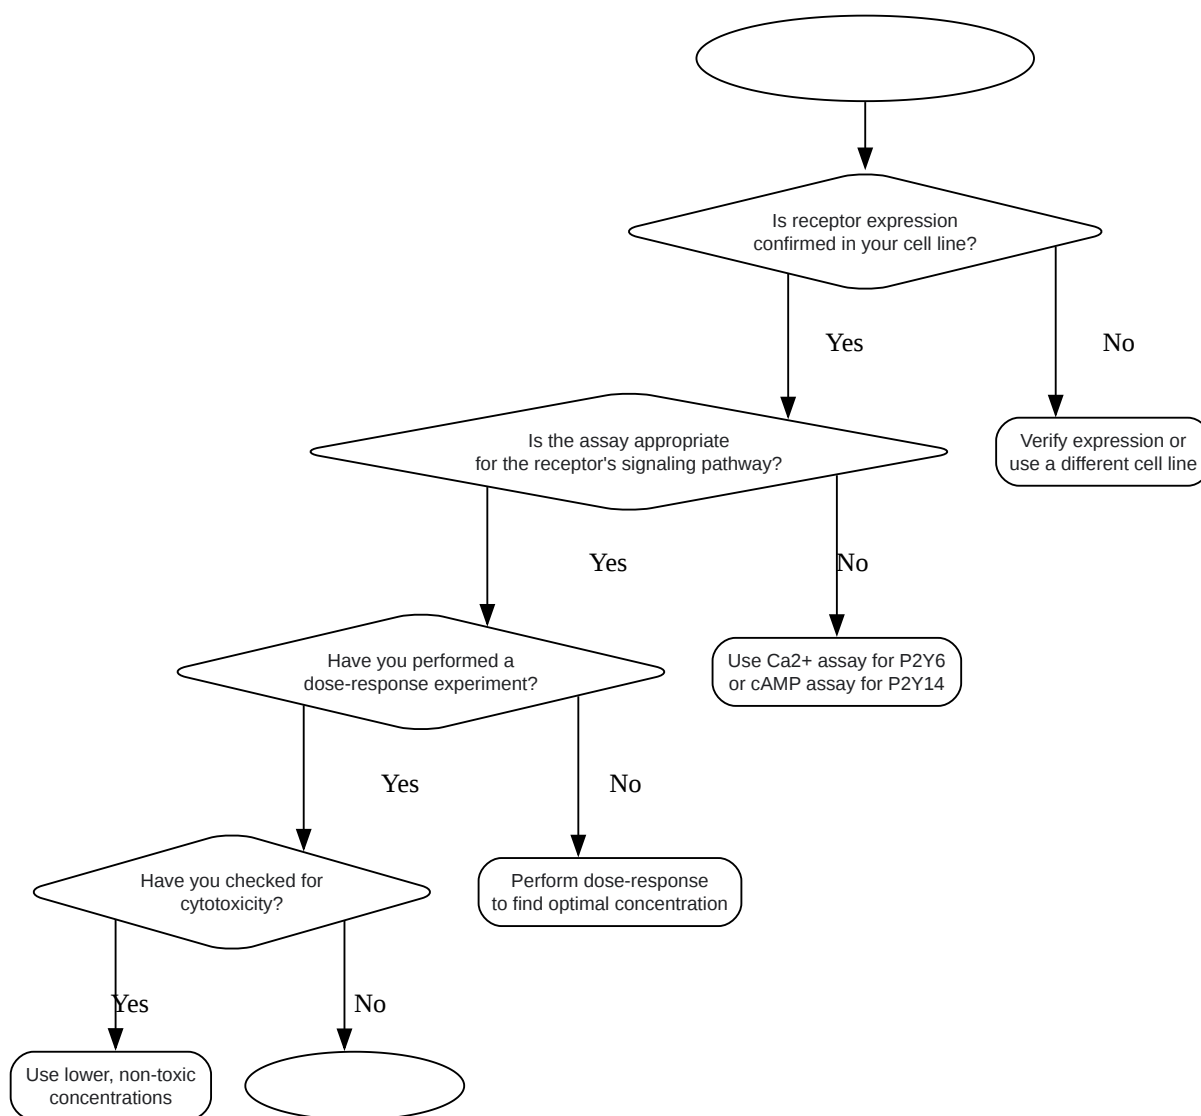 Is receptor expression
confirmed in your cell line?
Yes
No
Is the assay appropriate
for the receptor's signaling pathway?
Verify expression or
use a different cell line
Yes
No
Have you performed a
dose-response experiment?
Use Ca2+ assay for P2Y6
or cAMP assay for P2Y14
Yes
No
Have you checked for
cytotoxicity?
Perform dose-response
to find optimal concentration
Yes
No
Use lower, non-toxic
concentrations